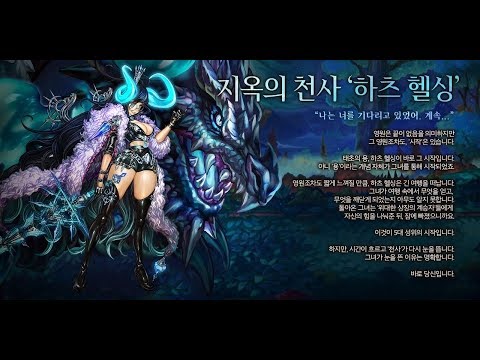 지옥의 천사 '하츠 헬싱'
"나는 너를 기다리고 있었어, 계속..."
영원은 끝이 없음을 의미하지만
그 영원조차도, '시작'은 있습니다.
태초의 용, 하츠 헬싱이 바로 그 시작입니다.
아니 '용'이라는 개념 자체가 그녀를 통해 시작되었죠.
영원조차도 짧게 느껴질 만큼, 하츠 헬싱은 긴 여행을 떠납니다.
그녀가 여행 속에서 무엇을 얻고,
무엇을 깨닫게 되었는지 아무도 알지 못합니다.
돌아온 그녀는 '위대한 상징의 계승자'들에게
자신의 힘을 나눠준 뒤, 잠에 빠졌으니까요.
이것이 5대 성위의 시작입니다.
하지만, 시간이 흐르고 '천사'가 다시 눈을 뜹니다.
그녀가 눈을 뜬 이유는 명확합니다.
바로 당신입니다.